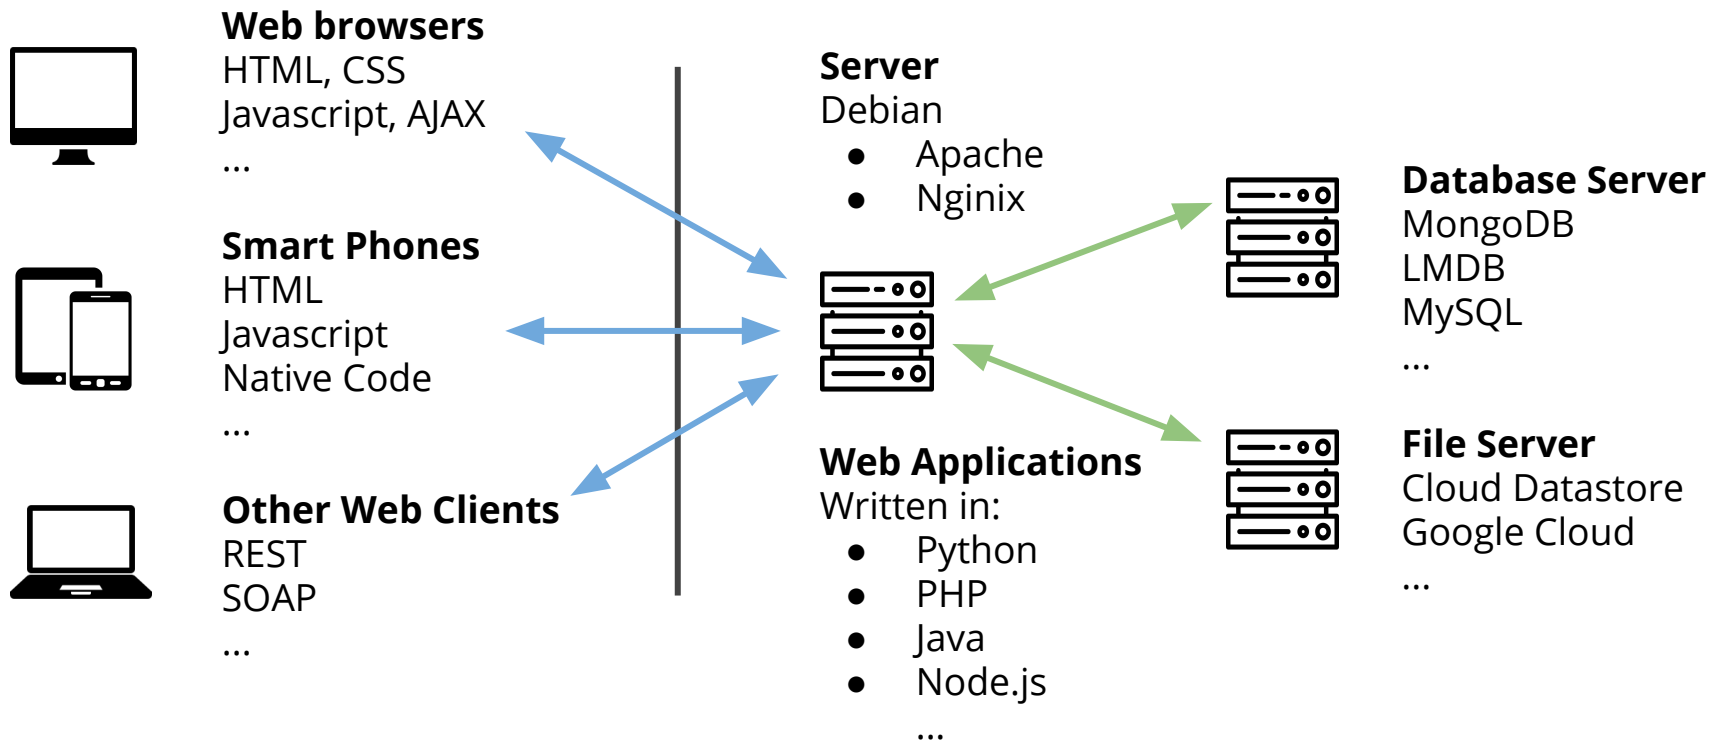 Web browsers
HTML, CSS
Javascript, AJAX
...
Smart Phones
HTML
Javascript
Native Code
...
Other Web Clients
REST
SOAP
...
Server
Debian
● Apache
● Nginix
Web Applications
Written in:
● Python
● PHP
● Java
● Node.js
...
Database Server
MongoDB
LMDB
MySQL
...
File Server
Cloud Datastore
Google Cloud
...